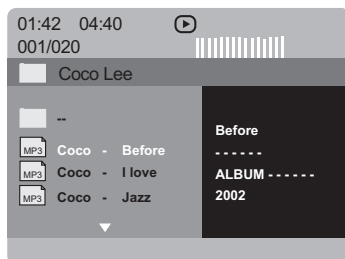 01:42 04:40
001/020
Coco Lee
--
MP3 Coco - Before
MP3 Coco - I love
MP3 Coco - Jazz
Before
- - - - - -
ALBUM - - - - - -
2002